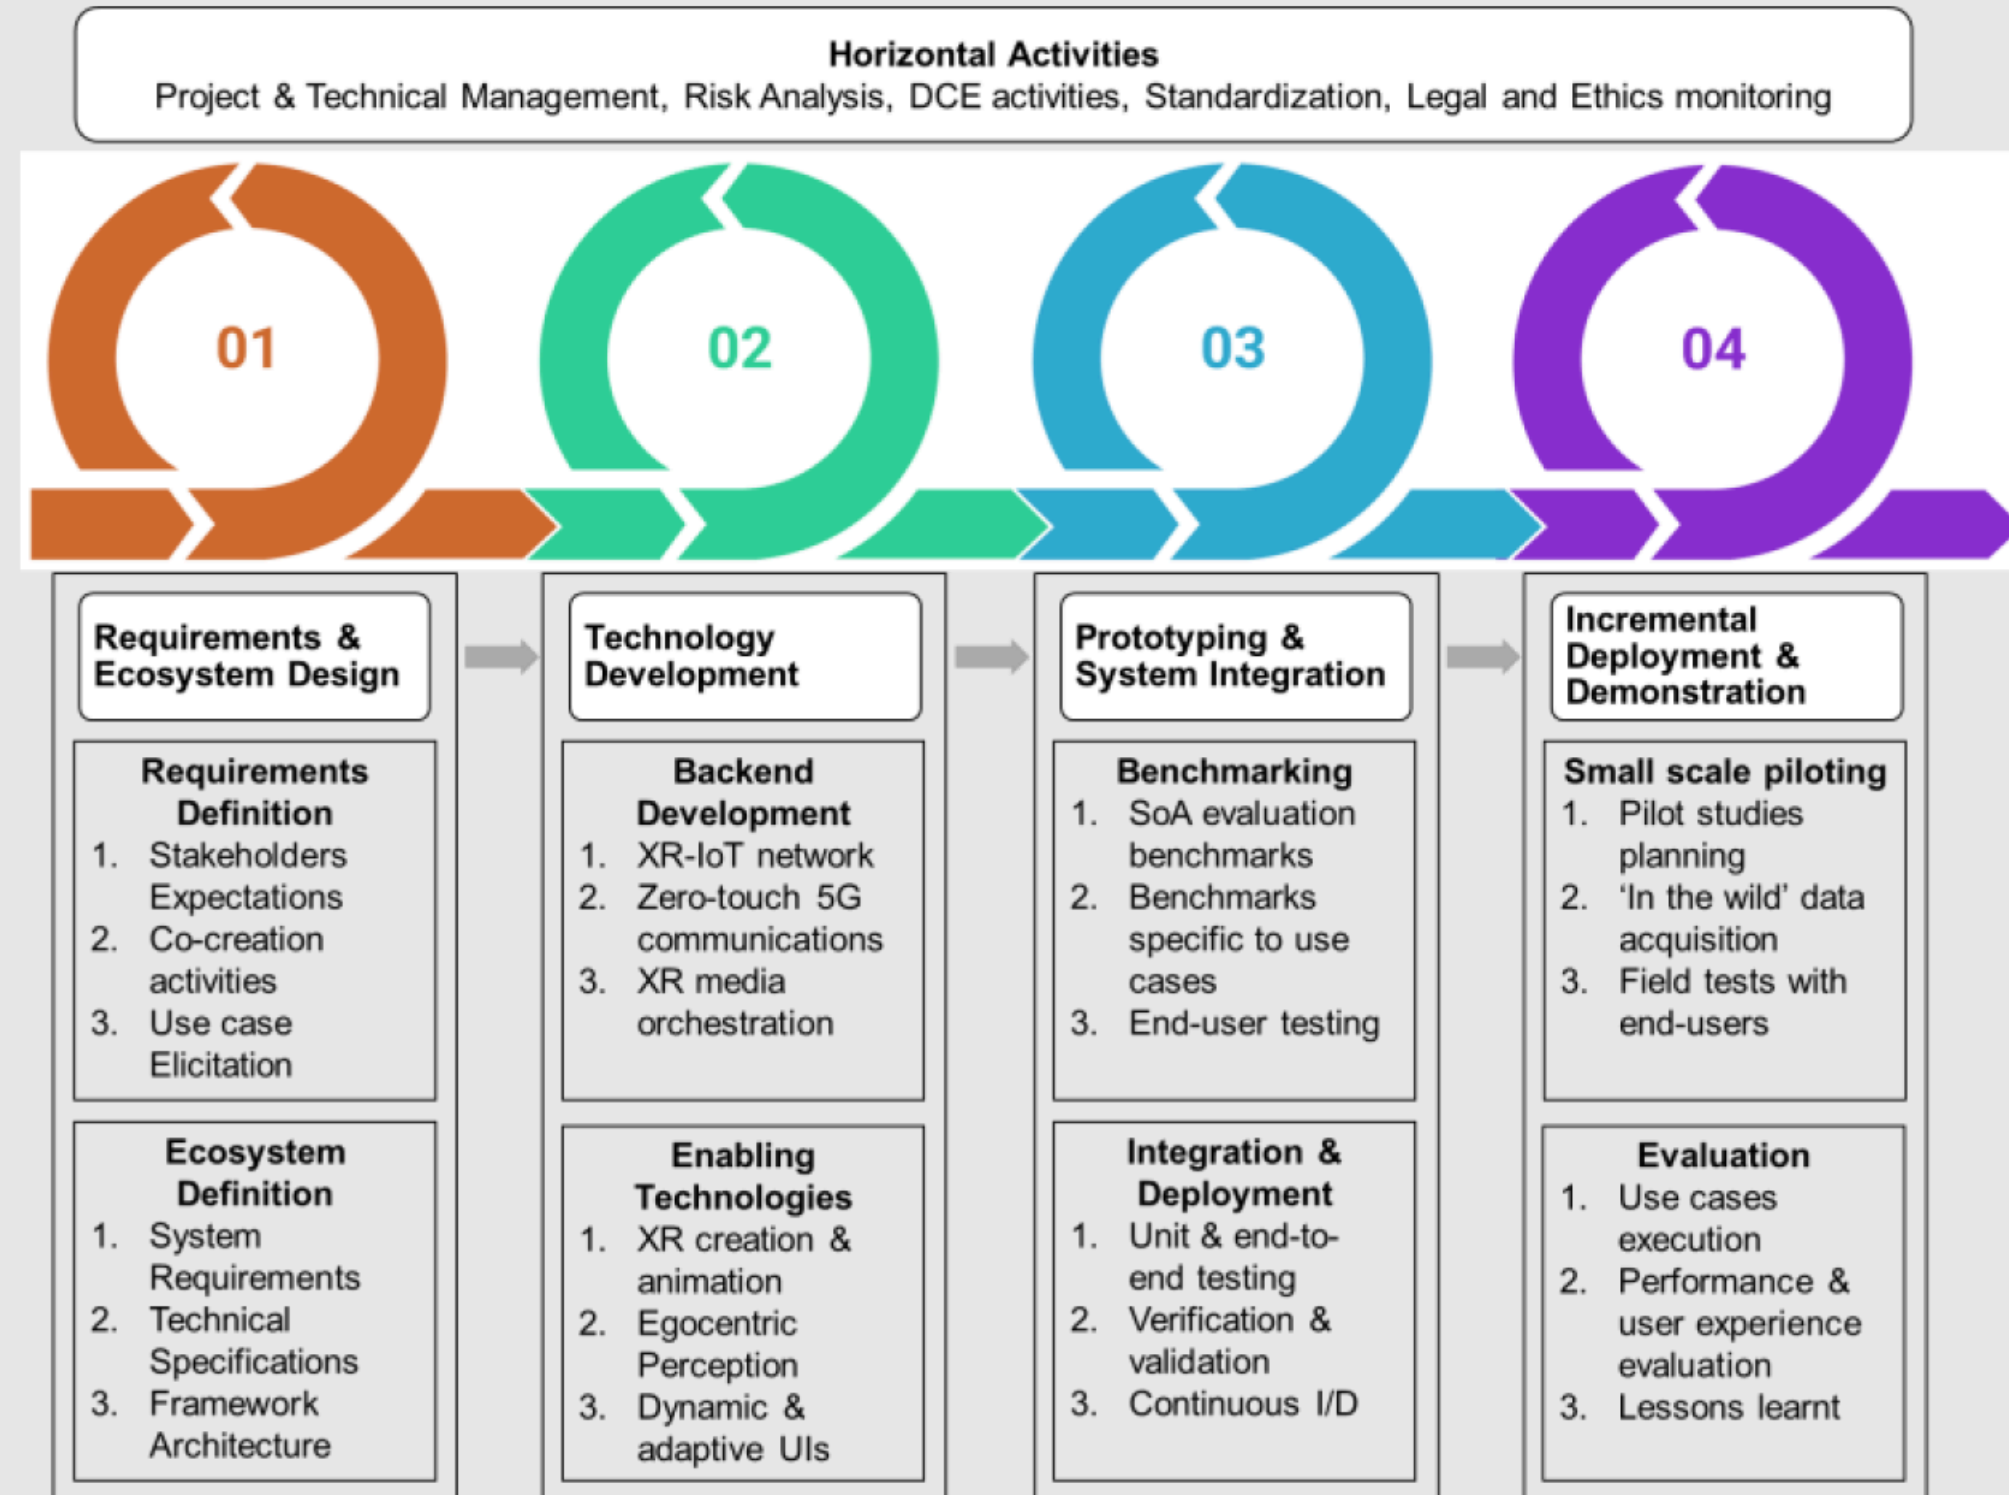 Horizontal Activities
Project & Technical Management, Risk Analysis, DCE activities, Standardization, Legal and Ethics monitoring
01
02
03
04
Requirements &
Ecosystem Design
Requirements
Definition
1. Stakeholders
Expectations
2. Co-creation
activities
3. Use case
Elicitation
Ecosystem
Definition
1. System
Requirements
2. Technical
Specifications
3. Framework
Architecture
Technology
Development
Backend
Development
1. XR-IoT network
2. Zero-touch 5G
communications
3. XR media
orchestration
Enabling
Technologies
1. XR creation &
animation
2. Egocentric
Perception
3. Dynamic &
adaptive UIs
Prototyping &
System Integration
Benchmarking
1. SoA evaluation
benchmarks
2. Benchmarks
specific to use
cases
3. End-user testing
Integration &
Deployment
1. Unit & end-to-
end testing
2. Verification &
validation
3. Continuous I/D
Incremental
Deployment &
Demonstration
Small scale piloting
1. Pilot studies
planning
2. ‘In the wild’ data
acquisition
3. Field tests with
end-users
Evaluation
1. Use cases
execution
2. Performance &
user experience
evaluation
3. Lessons learnt